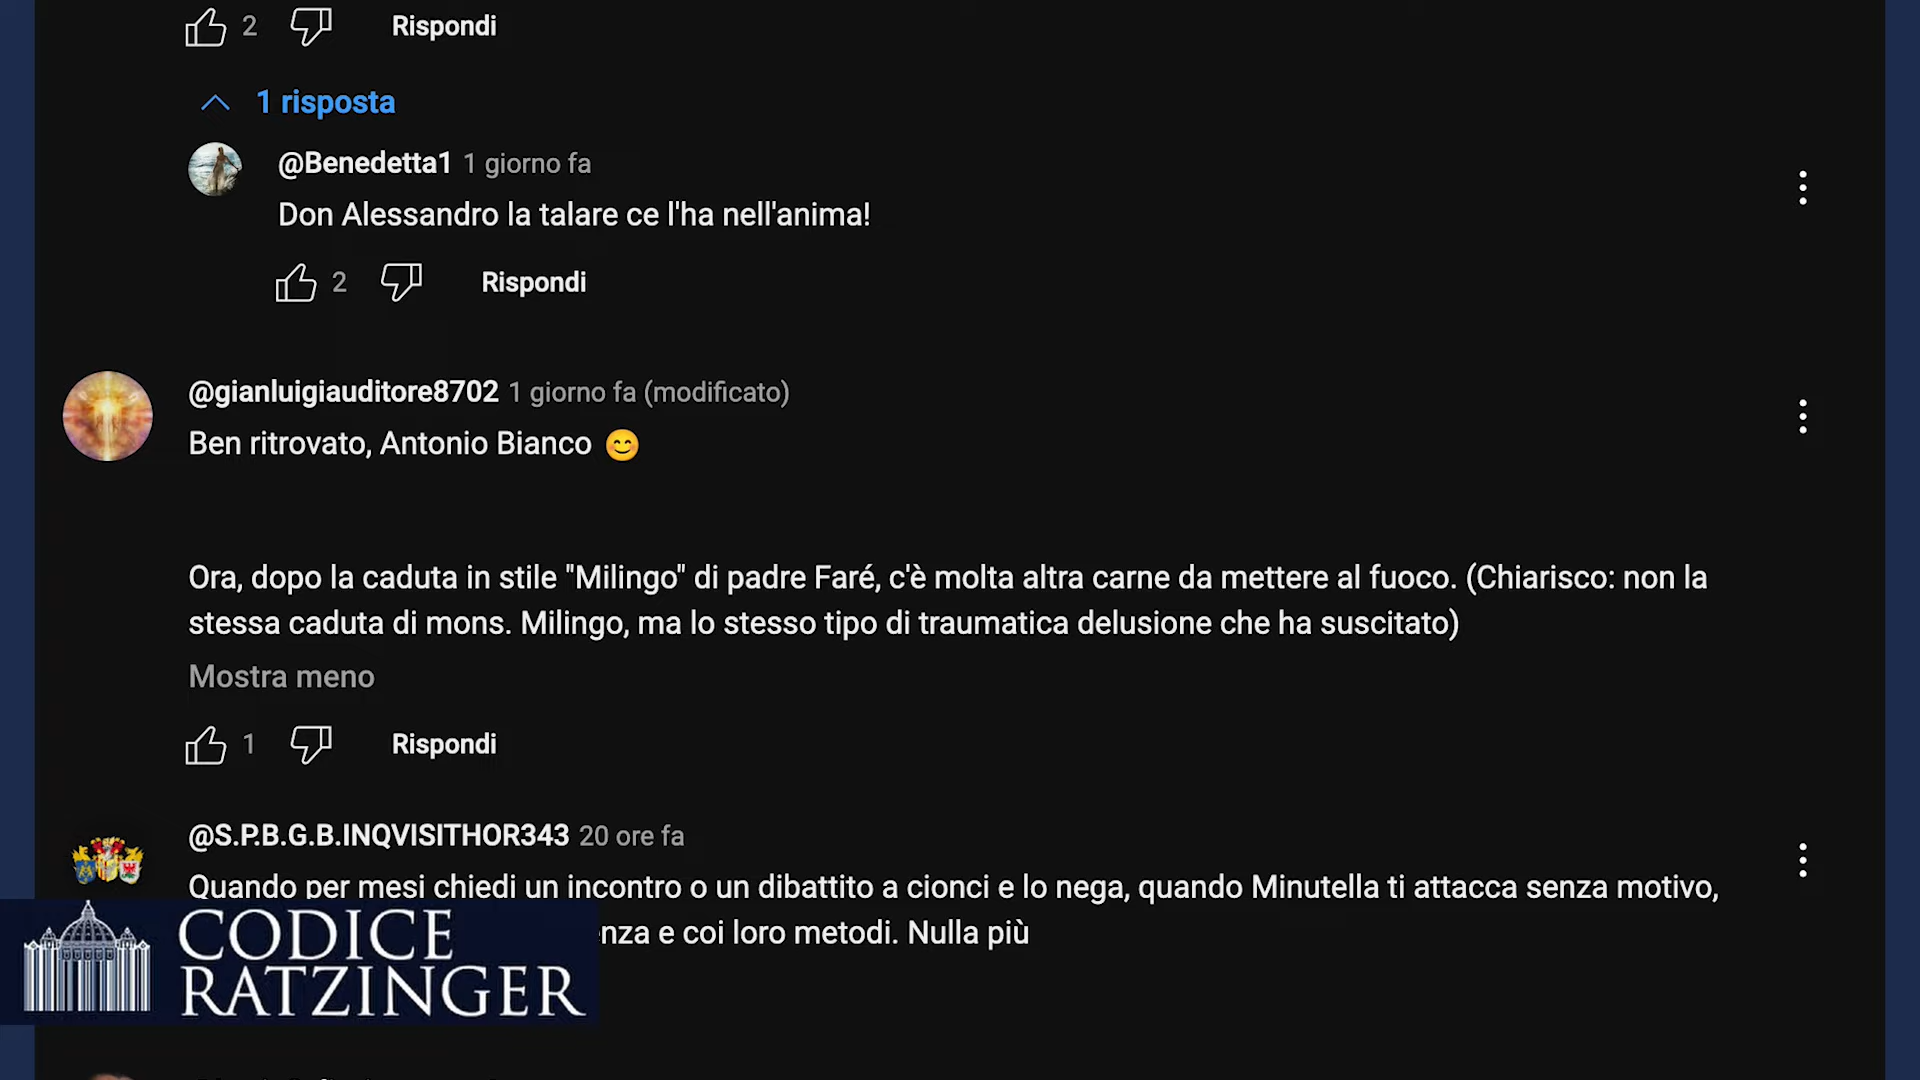 2 Rispondi
1 risposta
@Benedetta1 1 giorno fa
Don Alessandro la talare ce l'ha nell'anima!
2 Rispondi
@gianluigiauditore8702 1 giorno fa (modificato)
Ben ritrovato, Antonio Bianco 😊
Ora, dopo la caduta in stile "Milingo" di padre Faré, c'è molta altra carne da mettere al fuoco. (Chiarisco: non la
stessa caduta di mons. Milingo, ma lo stesso tipo di traumatica delusione che ha suscitato)
Mostra meno
1 Rispondi
@S.P.B.G.B.INQVISITHOR343 20 ore fa
Quando per mesi chiedi un incontro o un dibattito a cionci e lo nega, quando Minutella ti attacca senza motivo,
e coi loro metodi. Nulla più
CODICE
RATZINGER